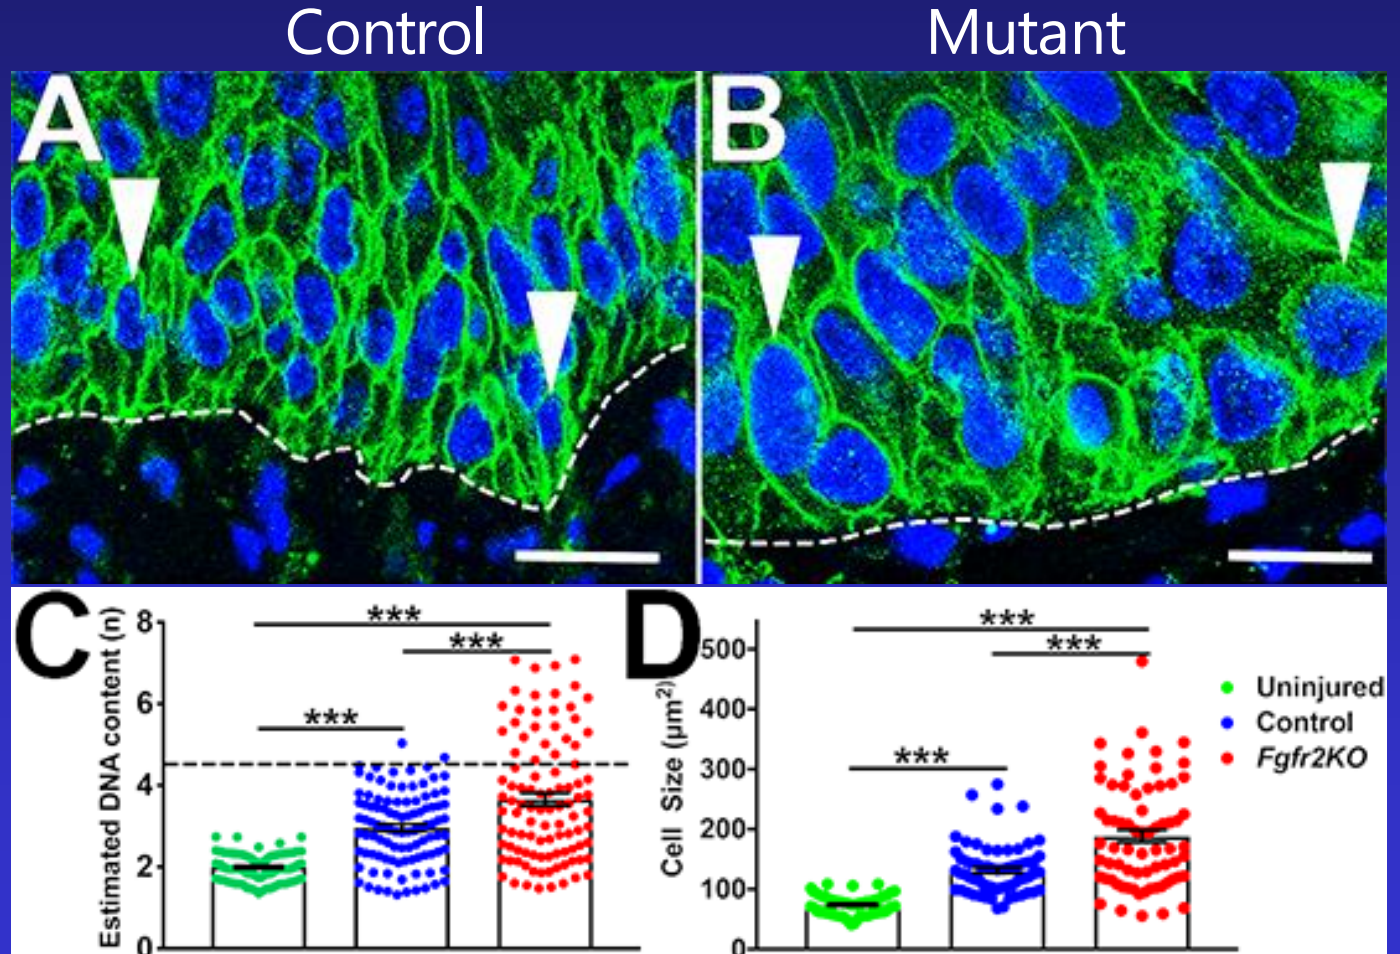 Control
Mutant
A
B
C
Estimated DNA content (n)
8
6
4
2
0
***
***
***
D
Cell Size (µm²)
500
400
300
200
100
0
***
***
***
Uninjured
Control
Fgfr2KO